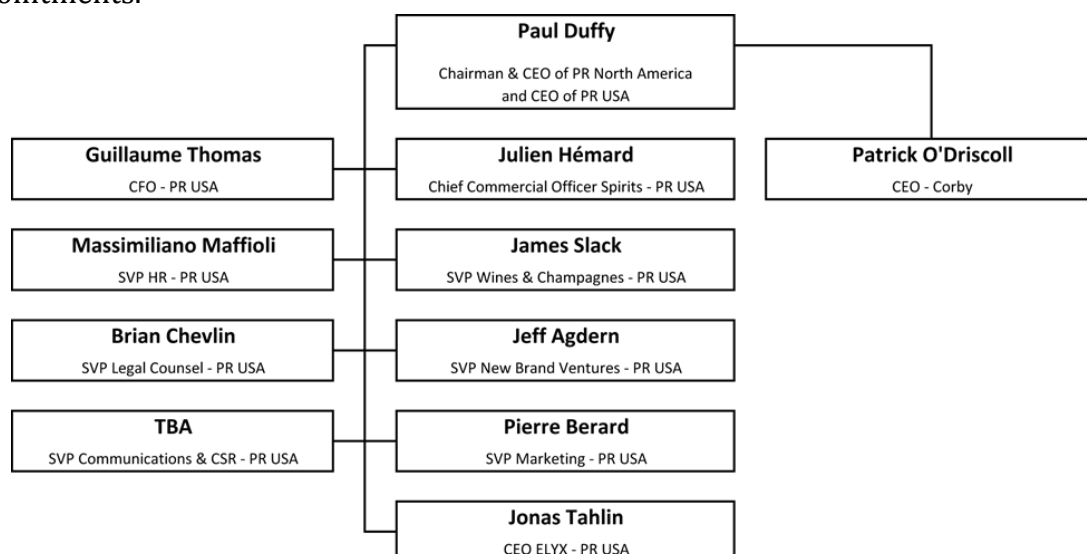 Paul Duffy
Chairman & CEO of PR North America
and CEO of PR USA
Guillaume Thomas
CFO - PR USA
Julien Hémard
Chief Commercial Officer Spirits - PR USA
Patrick O'Driscoll
CEO - Corby
Massimiliano Maffioli
SVP HR - PR USA
James Slack
SVP Wines & Champagnes - PR USA
Brian Chevlin
SVP Legal Counsel - PR USA
Jeff Agdern
SVP New Brand Ventures - PR USA
TBA
SVP Communications & CSR - PR USA
Pierre Berard
SVP Marketing - PR USA
Jonas Tahlin
CEO ELYX - PR USA